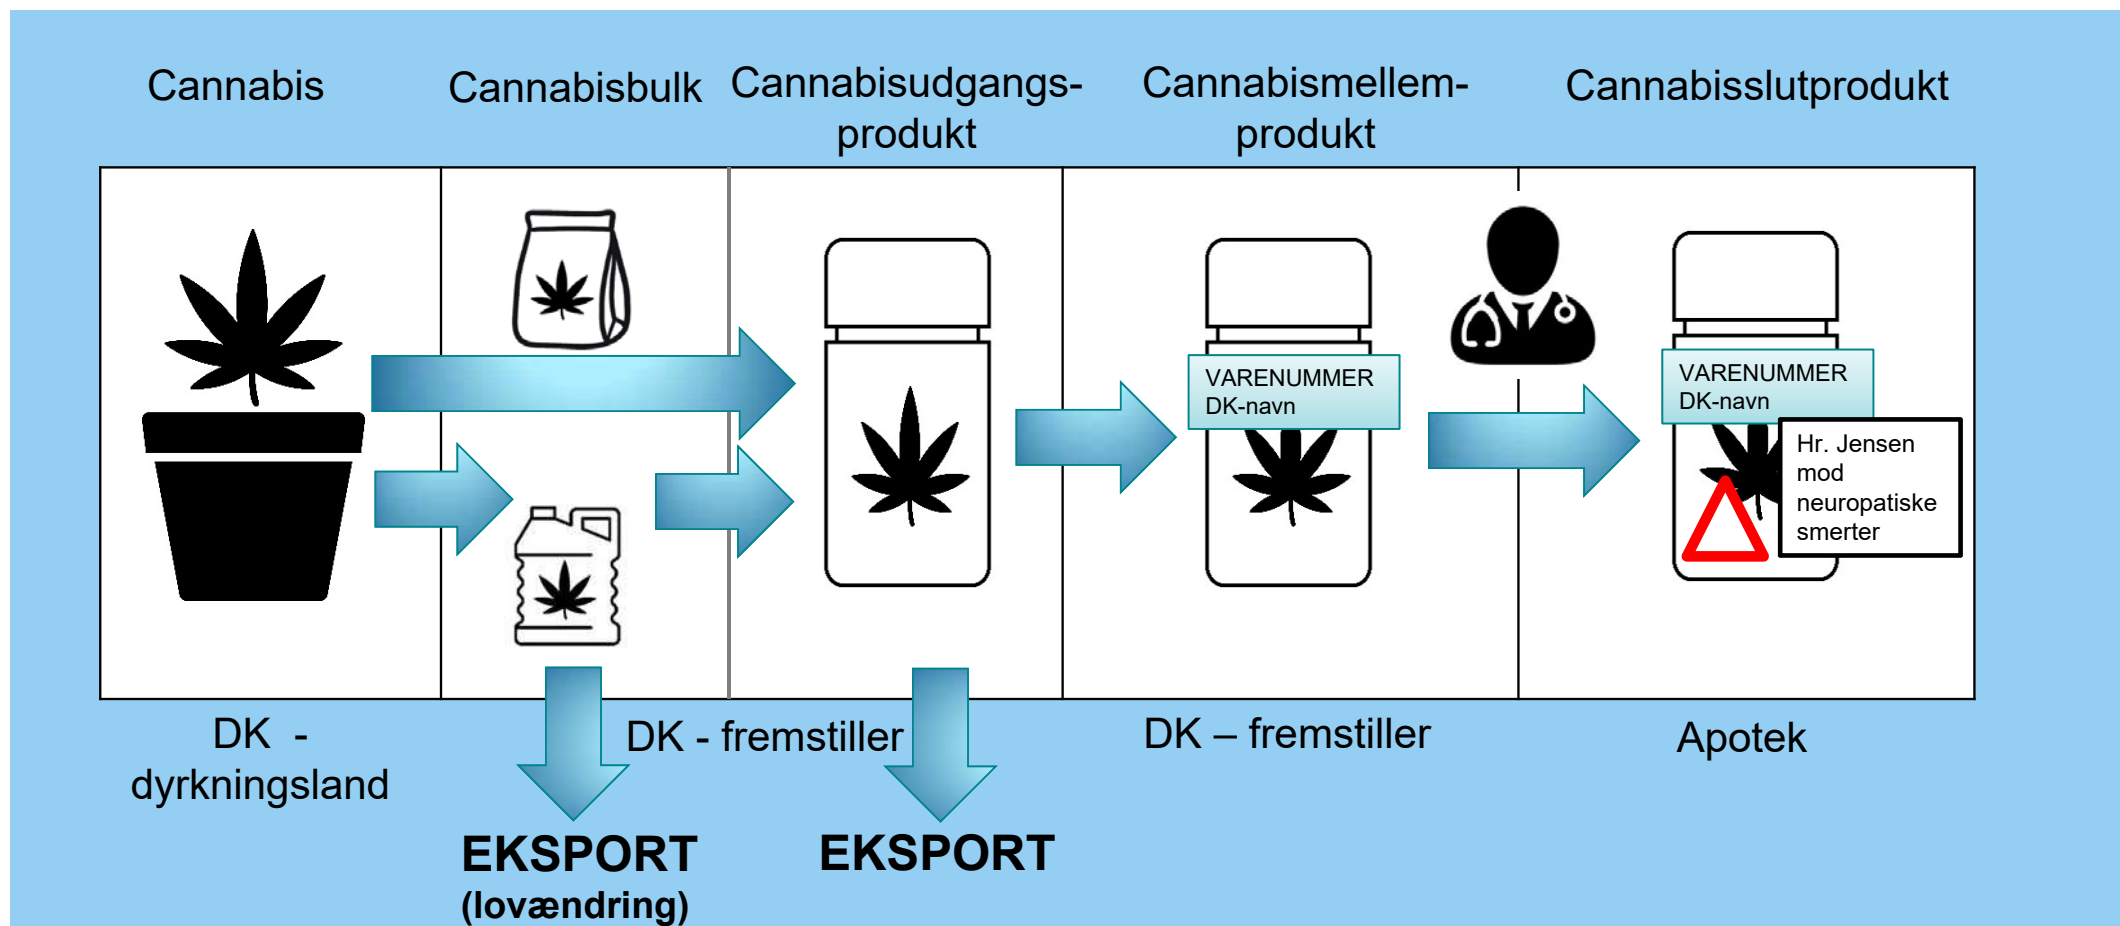 Cannabis
Cannabisbulk
Cannabisudgangs-
produkt
Cannabismellem-
produkt
Cannabisslutprodukt
VARENUMMER
DK-navn
VARENUMMER
DK-navn
Hr. Jensen
mod
neuropatiske
smerter
DK -
dyrkningsland
DK - fremstiller
DK – fremstiller
Apotek
EKSPORT
(lovændring)
EKSPORT